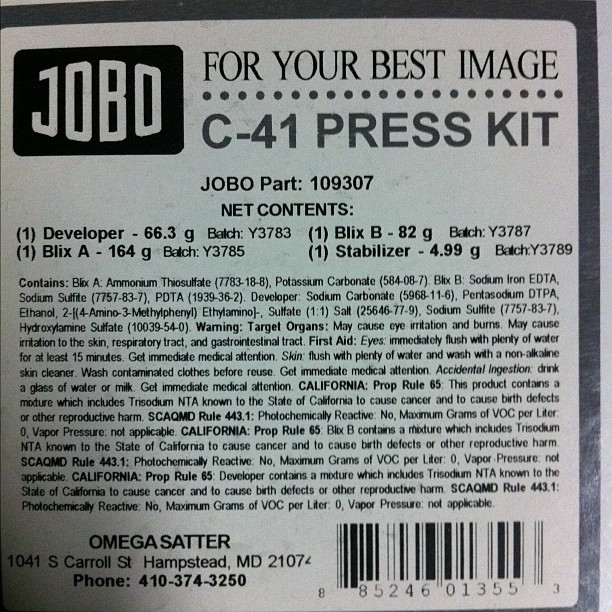 JOBO
FOR YOUR BEST IMAGE
C-41 PRESS KIT
JOBO Part: 109307
NET CONTENTS:
(1) Developer - 66.3 g Batch: Y3783 (1) Blix B - 82 g Batch: Y3787
(1) Blix A - 164 g Batch: Y3785 (1) Stabilizer - 4.99 g Batch:Y3789
Contains: Blix A: Ammonium Thiosulfate (7783-18-8), Potassium Carbonate (584-08-7). Blix B: Sodium Iron EDTA,
Sodium Sulfite (7757-83-7), PDTA (1939-36-2). Developer: Sodium Carbonate (5968-11-6), Pentasodium DTPA,
Ethanol, 2-[(4-Amino-3-Methylphenyl) Ethylamino]-, Sulfate (1:1) Salt (25646-77-9), Sodium Sulfite (7757-83-7),
Hydroxylamine Sulfate (10039-54-0). Warning: Target Organs: May cause eye irritation and burns. May cause
irritation to the skin, respiratory tract, and gastrointestinal tract. First Aid: Eyes: immediately flush with plenty of water
for at least 15 minutes. Get immediate medical attention. Skin: flush with plenty of water and wash with a non-alkaline
skin cleaner. Wash contaminated clothes before reuse. Get immediate medical attention. Accidental Ingestion: drink
a glass of water or milk. Get immediate medical attention. CALIFORNIA: Prop Rule 65: This product contains a
mixture which includes Trisodium NTA known to the State of California to cause cancer and to cause birth defects
or other reproductive harm. SCAQMD Rule 443.1: Photochemically Reactive: No, Maximum Grams of VOC per Liter:
0, Vapor Pressure: not applicable. CALIFORNIA: Prop Rule 65: Blix B contains a mixture which includes Trisodium
NTA known to the State of California to cause cancer and to cause birth defects or other reproductive harm.
SCAQMD Rule 443.1: Photochemically Reactive: No, Maximum Grams of VOC per Liter: 0, Vapor Pressure: not
applicable. CALIFORNIA: Prop Rule 65: Developer contains a mixture which includes Trisodium NTA known to the
State of California to cause cancer and to cause birth defects or other reproductive harm. SCAQMD Rule 443.1:
Photochemically Reactive: No, Maximum Grams of VOC per Liter: 0, Vapor Pressure: not applicable.
OMEGASATTER
1041 S Carroll St Hampstead, MD 21074
Phone: 410-374-3250
8 85246 01355 3